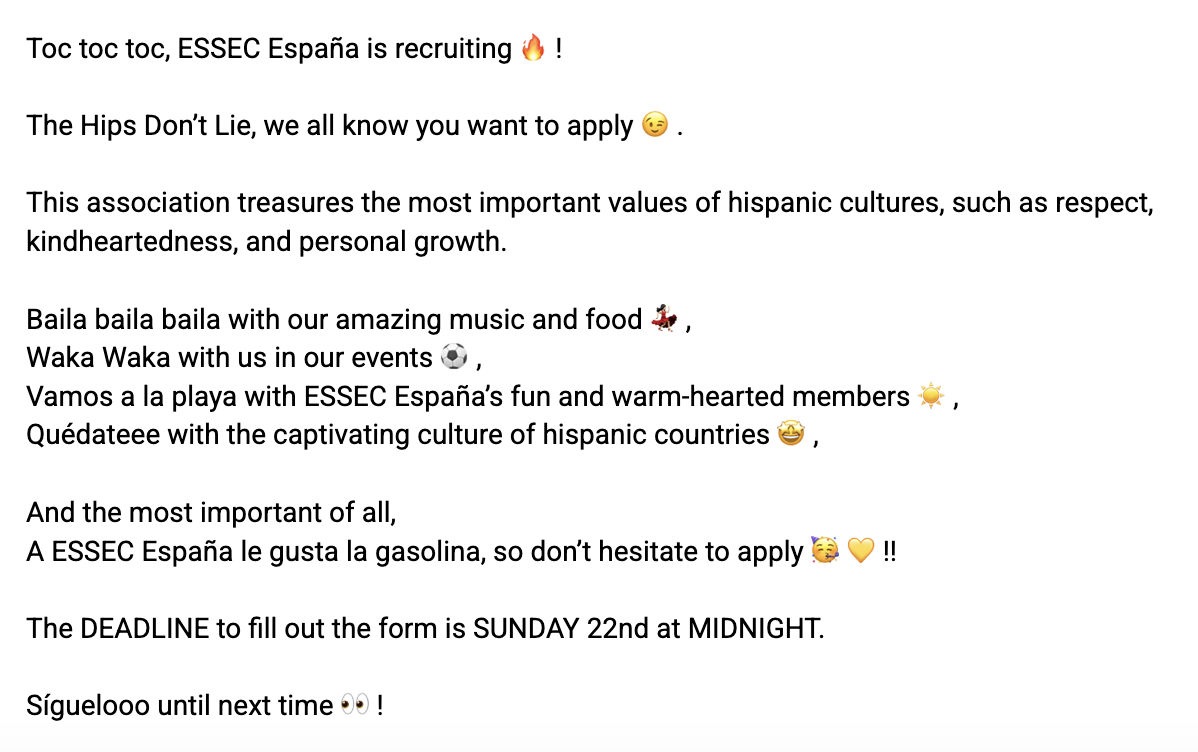 Toc toc toc, ESSEC España is recruiting 🔥 !
The Hips Don’t Lie, we all know you want to apply 😉 .
This association treasures the most important values of hispanic cultures, such as respect,
kindheartedness, and personal growth.
Baila baila baila with our amazing music and food 💃🏻 ,
Waka Waka with us in our events ⚽ ,
Vamos a la playa with ESSEC España’s fun and warm-hearted members ☀️ ,
Quédateee with the captivating culture of hispanic countries 🤩 ,
And the most important of all,
A ESSEC España le gusta la gasolina, so don’t hesitate to apply 🥳 💛 !!
The DEADLINE to fill out the form is SUNDAY 22nd at MIDNIGHT.
Síguelooo until next time 👀 !